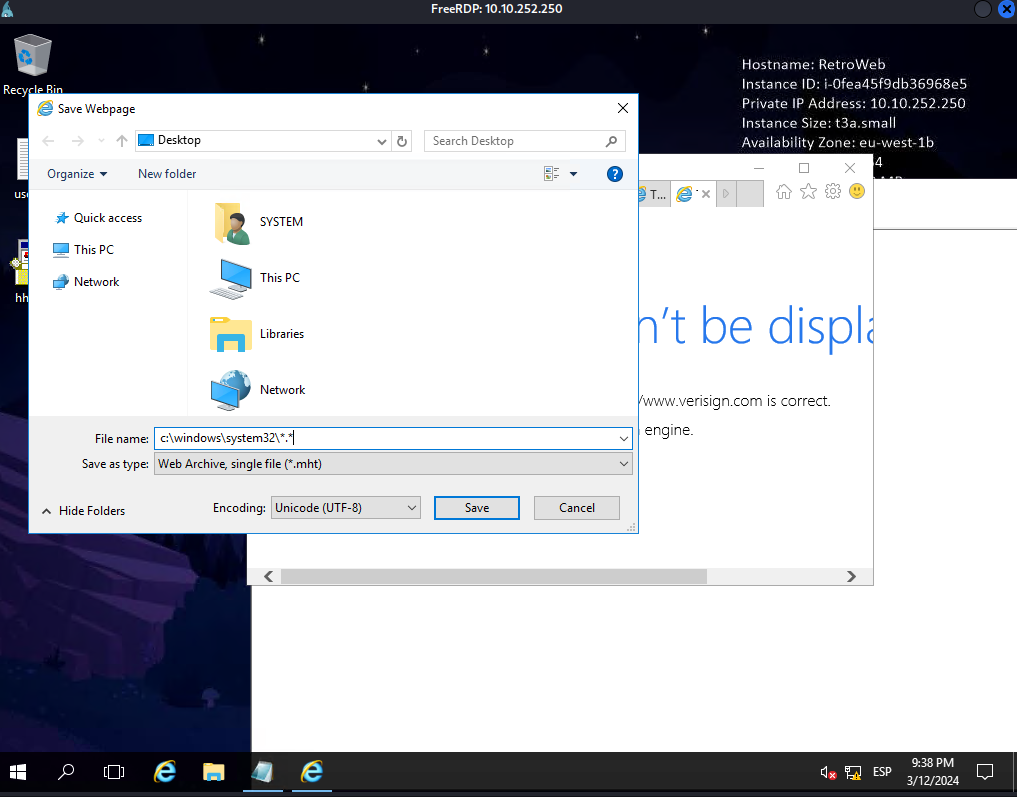 FreeRDP: 10.10.252.250
Recycle Bin
Hostname: RetroWeb
Instance ID: i-0fea45f9db36968e5
Private IP Address: 10.10.252.250
Instance Size: t3a.small
Availability Zone: eu-west-1b
Save Webpage
Desktop
Search Desktop
Organize
New folder
Quick access
This PC
Network
SYSTEM
This PC
Libraries
Network
File name: c:\windows\system32\*.*
Save as type: Web Archive, single file (*.mht)
Hide Folders
Encoding: Unicode (UTF-8)
Save
Cancel
T...
n't be displa
/www.verisign.com is correct.
engine.
hh
ESP
9:38 PM
3/12/2024